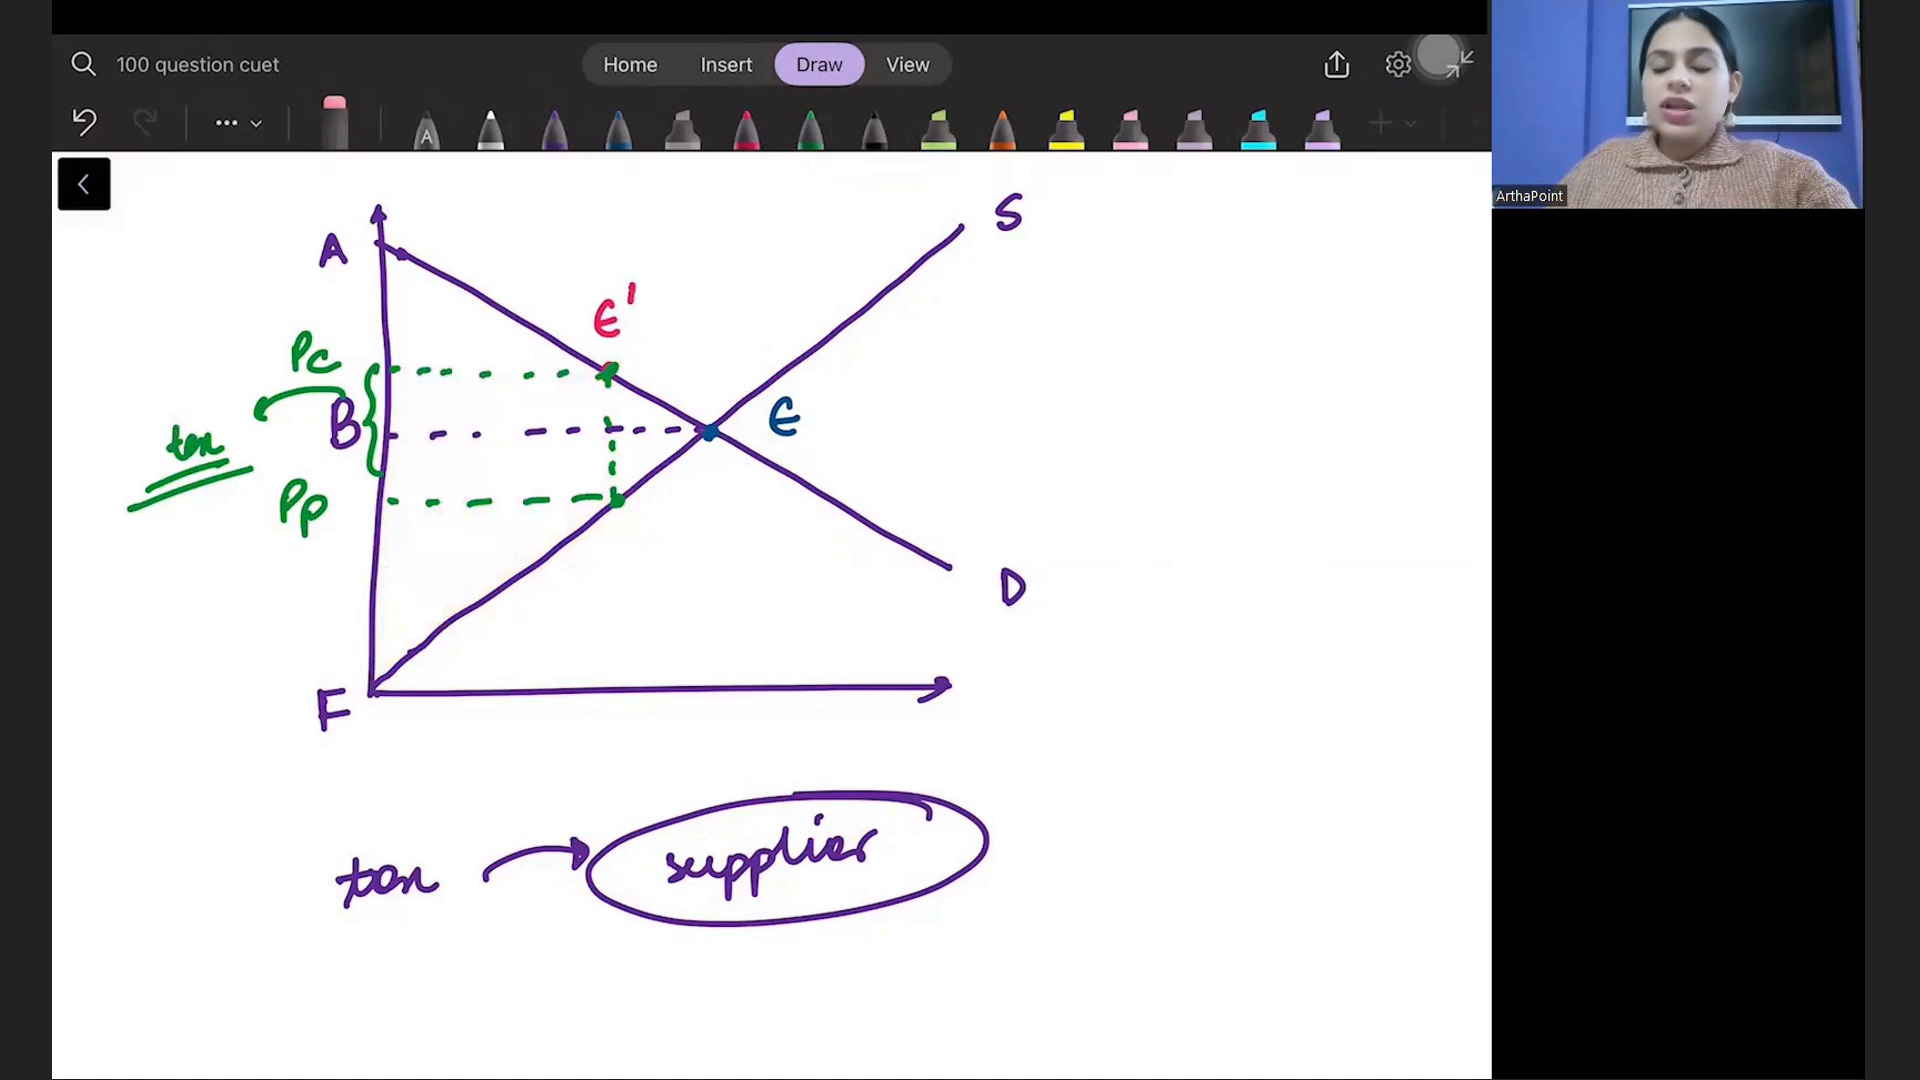 100 question cuet
Home Insert Draw View
A
ArthaPoint
S
A
E'
Pc
B
E
tax
Pp
D
F
tax supplier